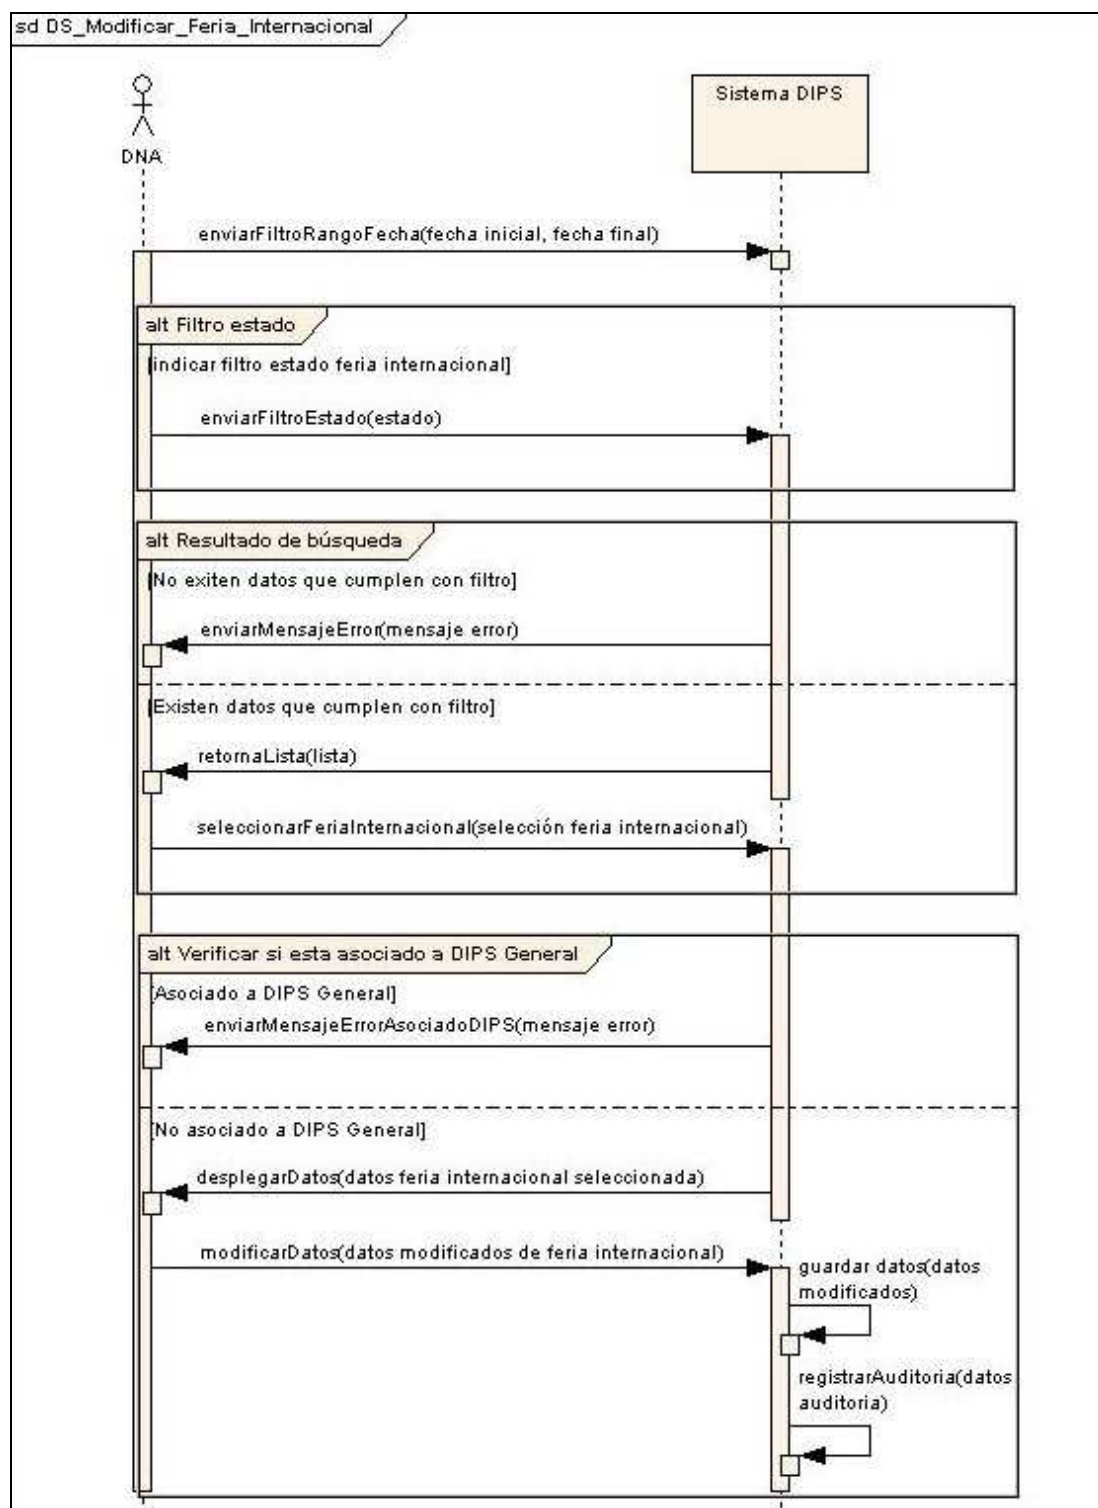 sd DS_Modificar_Feria_Internacional
DNA
Sistema DIPS
enviarFiltroRangoFecha(fecha inicial, fecha final)
alt Filtro estado
[indicar filtro estado feria internacional]
enviarFiltroEstado(estado)
alt Resultado de búsqueda
[No exiten datos que cumplen con filtro]
enviarMensajeError(mensaje error)
[Existen datos que cumplen con filtro]
retornaLista(lista)
seleccionarFeriaInternacional(selección feria internacional)
alt Verificar si esta asociado a DIPS General
[Asociado a DIPS General]
enviarMensajeErrorAsociadoDIPS(mensaje error)
[No asociado a DIPS General]
desplegarDatos(datos feria internacional seleccionada)
modificarDatos(datos modificados de feria internacional)
guardar datos(datos
modificados)
registrarAuditoria(datos
auditoria)